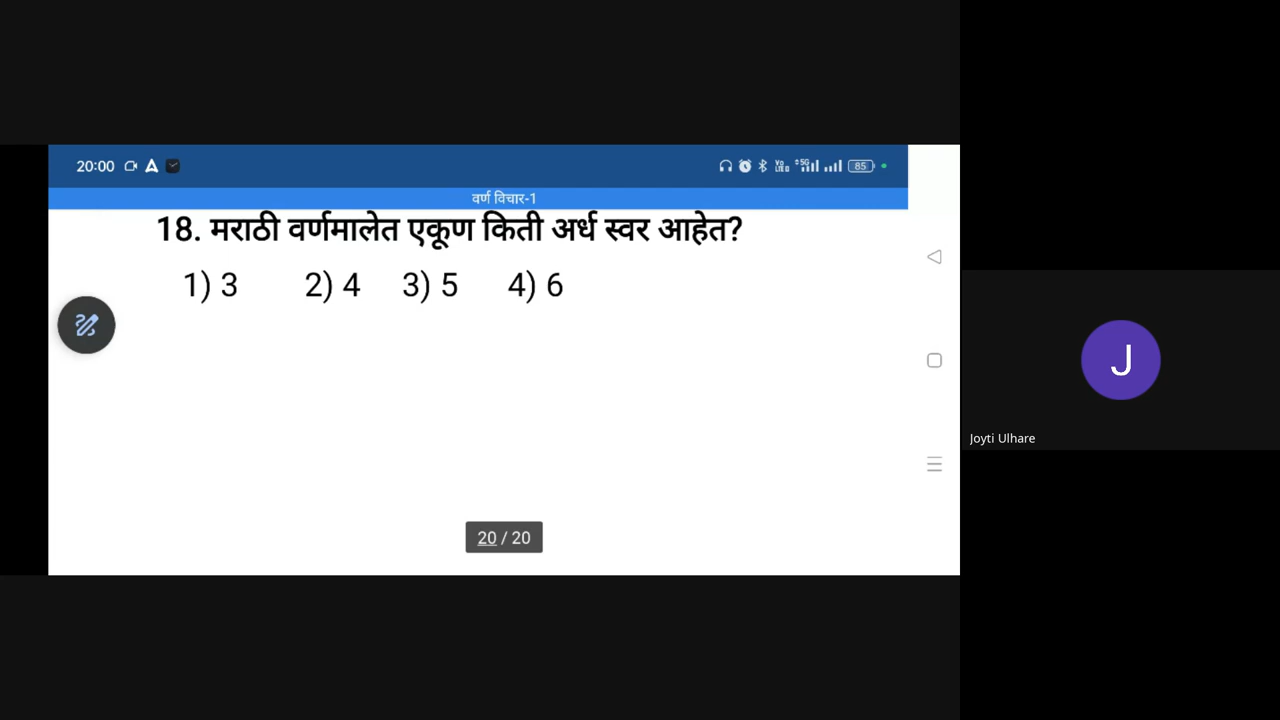 20:00
85
वर्ण विचार-1
18. मराठी वर्णमालेत एकूण किती अर्ध स्वर आहेत?
1) 3 2) 4 3) 5 4) 6
20 / 20
J
Joyti Ulhare